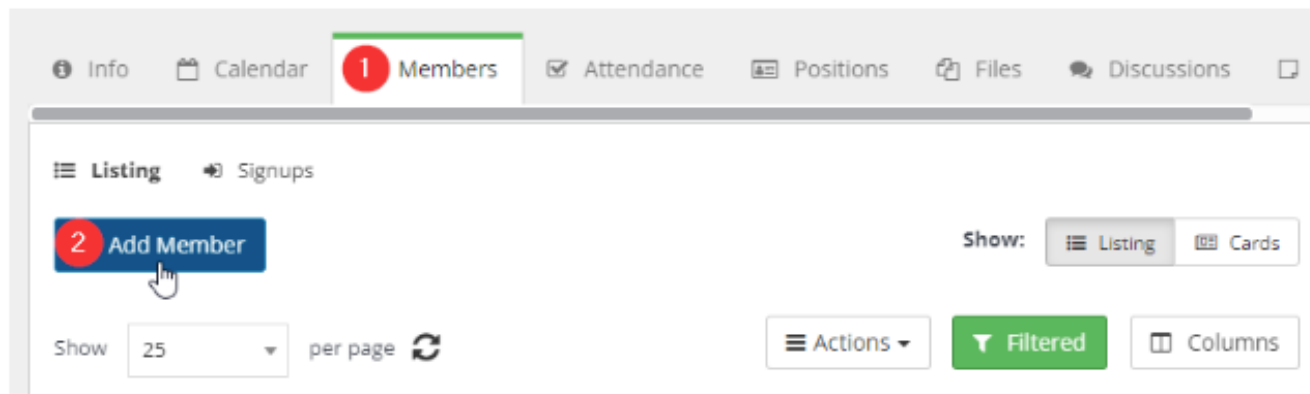 Info Calendar 1 Members Attendance Positions Files Discussions
Listing Signups
2 Add Member Show: Listing Cards
Show 25 per page Actions Filtered Columns